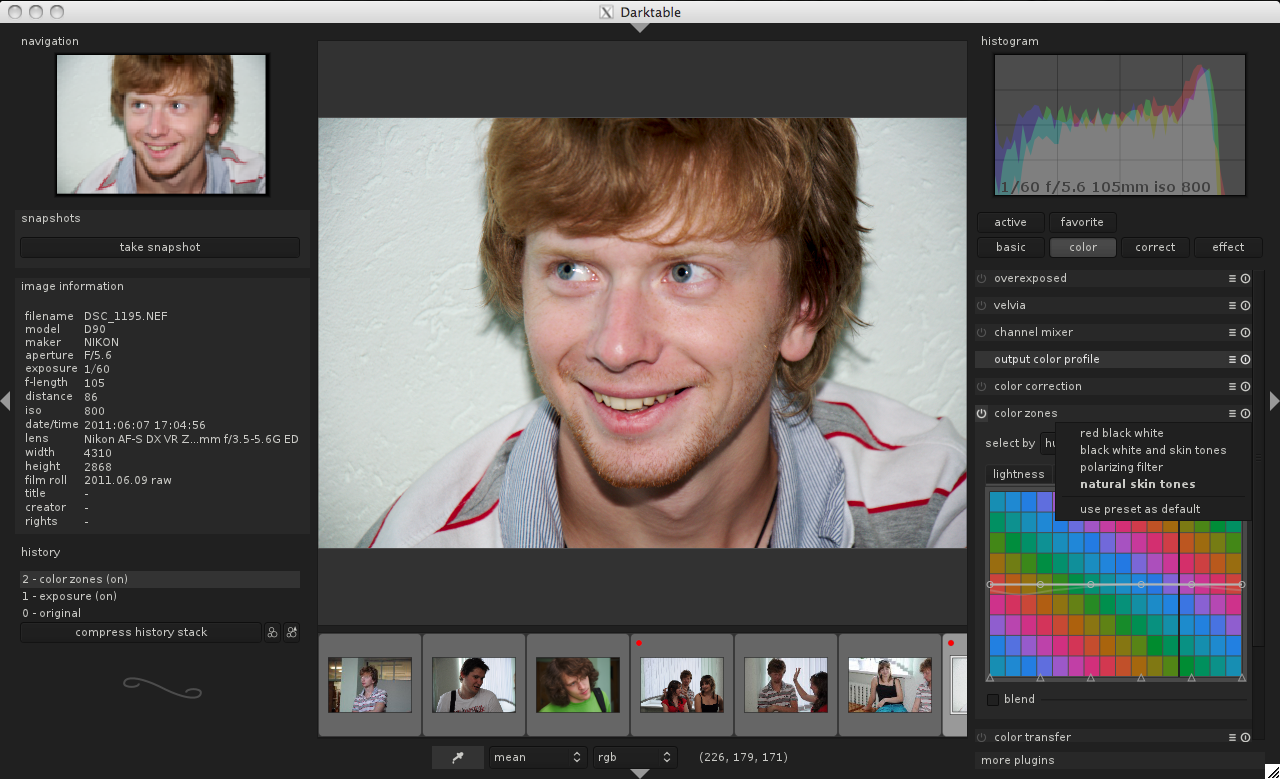 Darktable
navigation
snapshots
take snapshot
image information
filename DSC_1195.NEF
model D90
maker NIKON
aperture F/5.6
exposure 1/60
f-length 105
distance 86
iso 800
date/time 2011:06:07 17:04:56
lens Nikon AF-S DX VR Z...mm f/3.5-5.6G ED
width 4310
height 2868
film roll 2011.06.09 raw
title -
creator -
rights -
history
2 - color zones (on)
1 - exposure (on)
0 - original
compress history stack
mean rgb (226, 179, 171)
histogram
1/60 f/5.6 105mm iso 800
active favorite
basic color correct effect
overexposed
velvia
channel mixer
output color profile
color correction
color zones
select by hu
red black white
black white and skin tones
polarizing filter
natural skin tones
use preset as default
lightness
blend
color transfer
more plugins